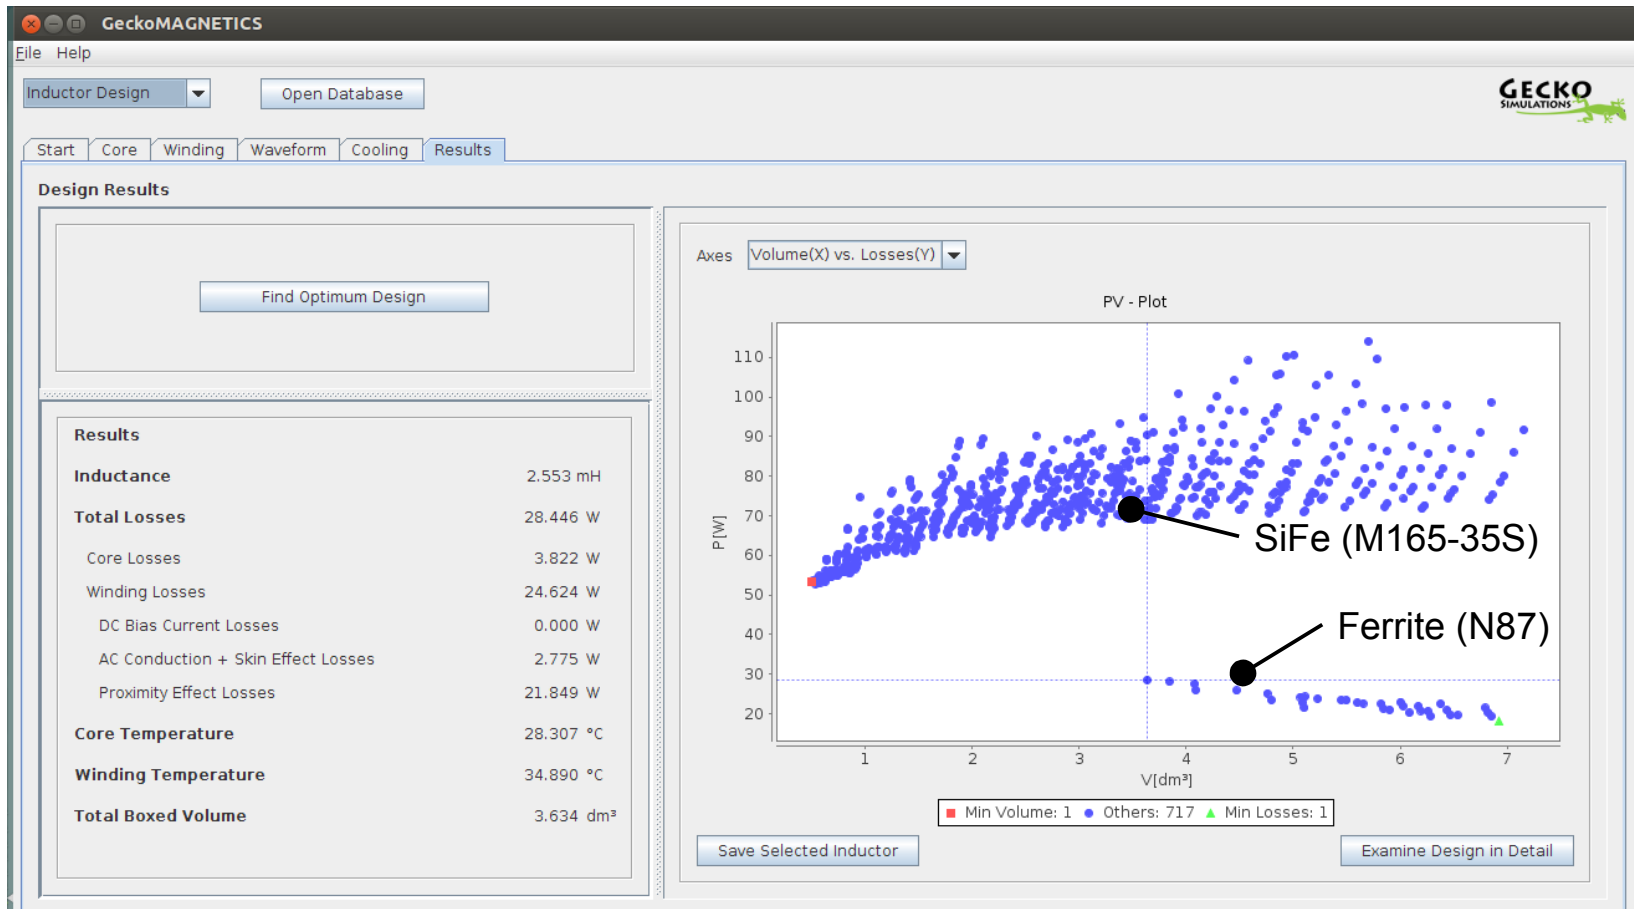 GeckoMAGNETICS
File Help
Inductor Design
Open Database
GECKO
SIMULATIONS
Start Core Winding Waveform Cooling Results
Design Results
Find Optimum Design
Results
Inductance 2.553 mH
Total Losses 28.446 W
Core Losses 3.822 W
Winding Losses 24.624 W
DC Bias Current Losses 0.000 W
AC Conduction + Skin Effect Losses 2.775 W
Proximity Effect Losses 21.849 W
Core Temperature 28.307 °C
Winding Temperature 34.890 °C
Total Boxed Volume 3.634 dm³
Axes Volume(X) vs. Losses(Y)
PV - Plot
110
100
90
80
70
60
50
40
30
20
P[W]
SiFe (M165-35S)
Ferrite (N87)
1 2 3 4 5 6 7
V[dm³]
Min Volume: 1 Others: 717 Min Losses: 1
Save Selected Inductor
Examine Design in Detail